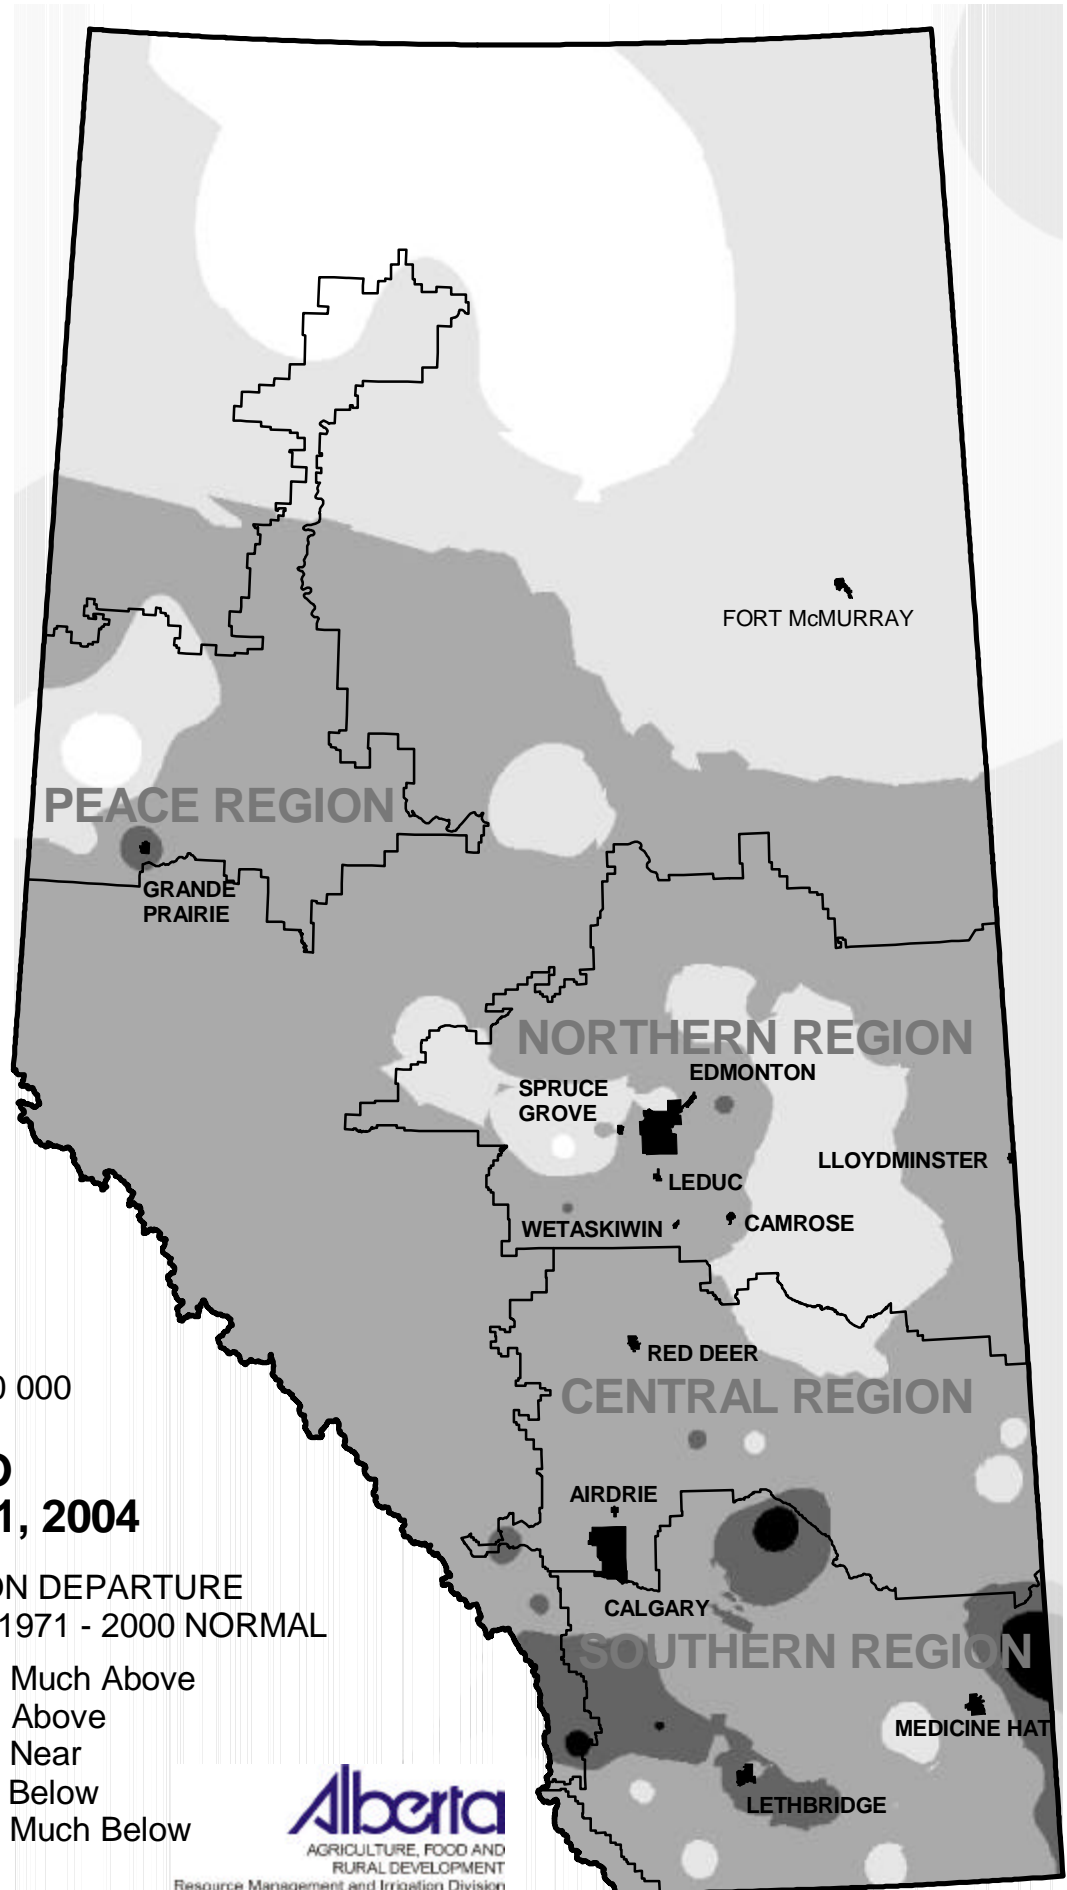 FORT McMURRAY
PEACE REGION
GRANDE
PRAIRIE
NORTHERN REGION
EDMONTON
SPRUCE
GROVE
LLOYDMINSTER
LEDUC
WETASKIWIN
CAMROSE
RED DEER
CENTRAL REGION
AIRDRIE
CALGARY
SOUTHERN REGION
MEDICINE HAT
LETHBRIDGE
0 000
1, 2004
ON DEPARTURE
1971 - 2000 NORMAL
Much Above
Above
Near
Below
Much Below
Alberta
AGRICULTURE, FOOD AND
RURAL DEVELOPMENT
Resource Management and Irrigation Division